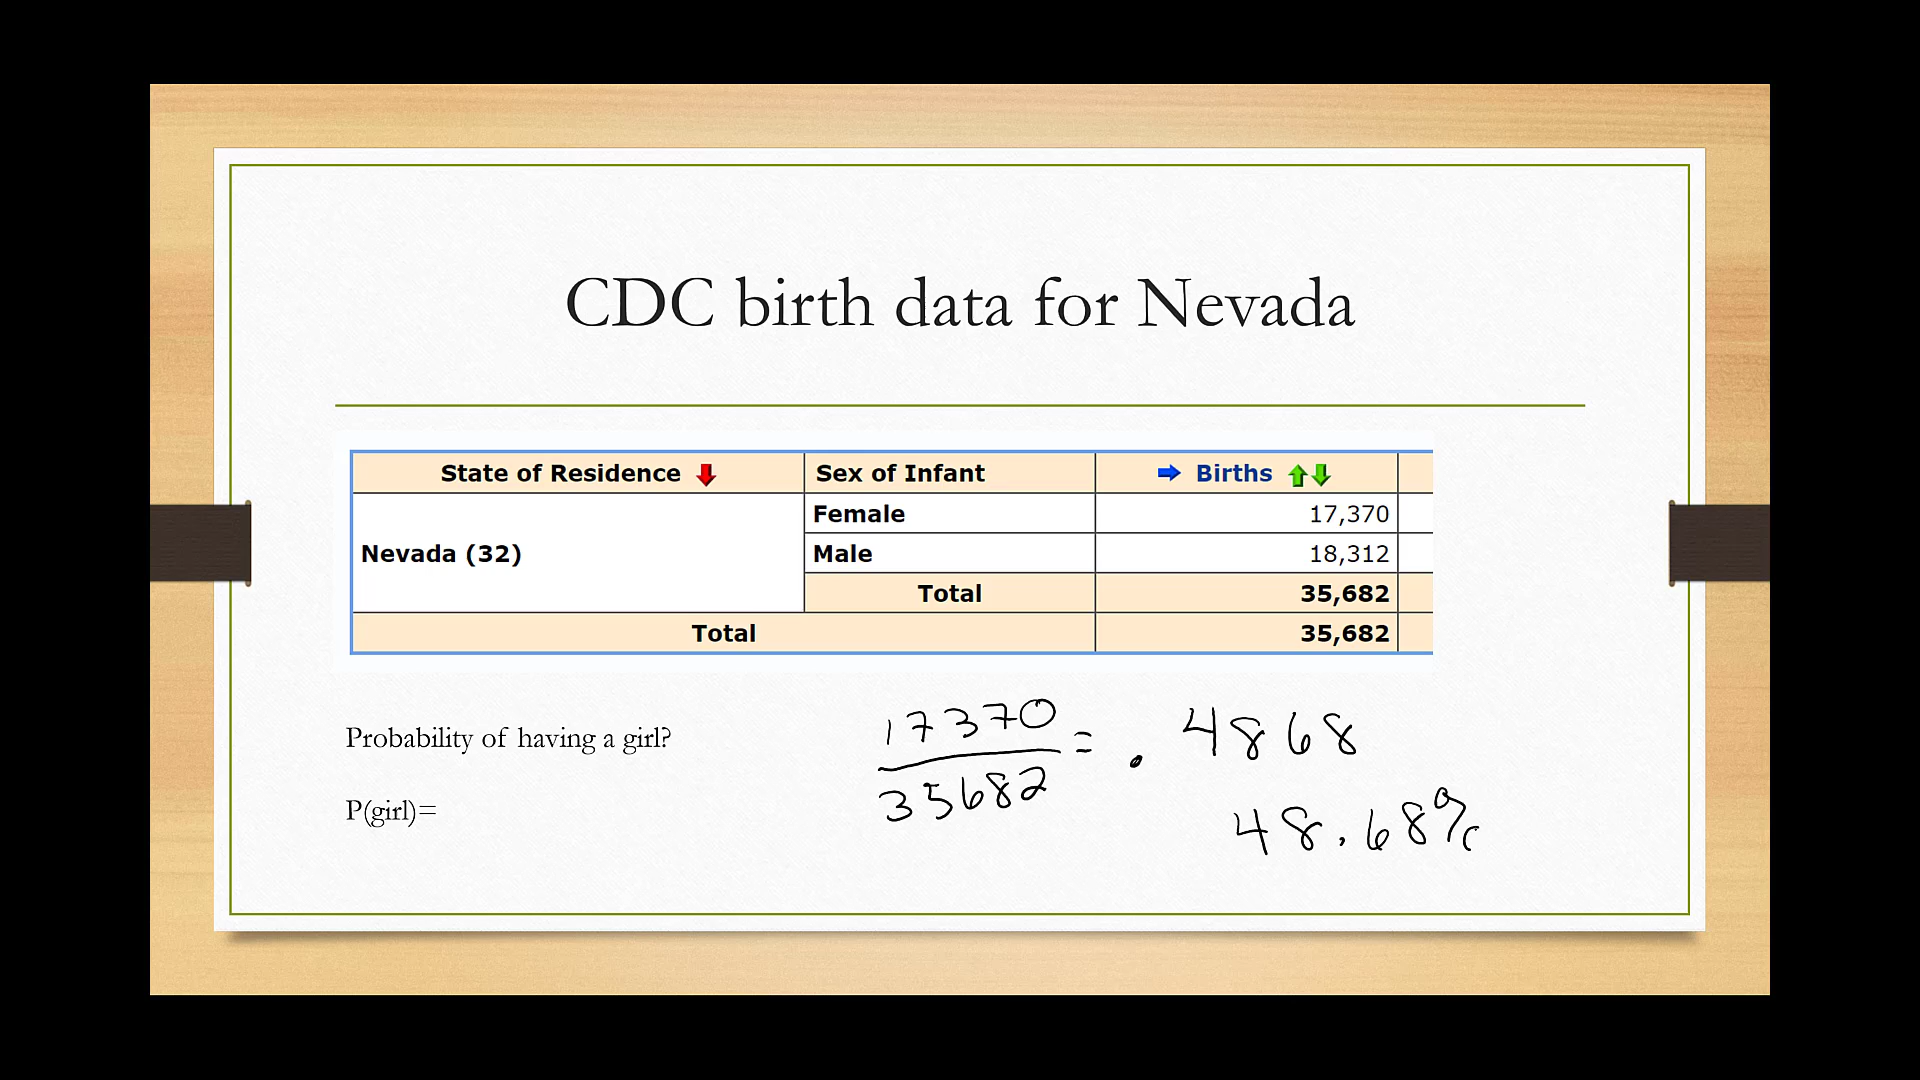 CDC birth data for Nevada
State of Residence Sex of Infant Births
Female 17,370
Nevada (32) Male 18,312
Total 35,682
Total 35,682
Probability of having a girl?
17370
35682
= .4868
P(girl)=
48.68%